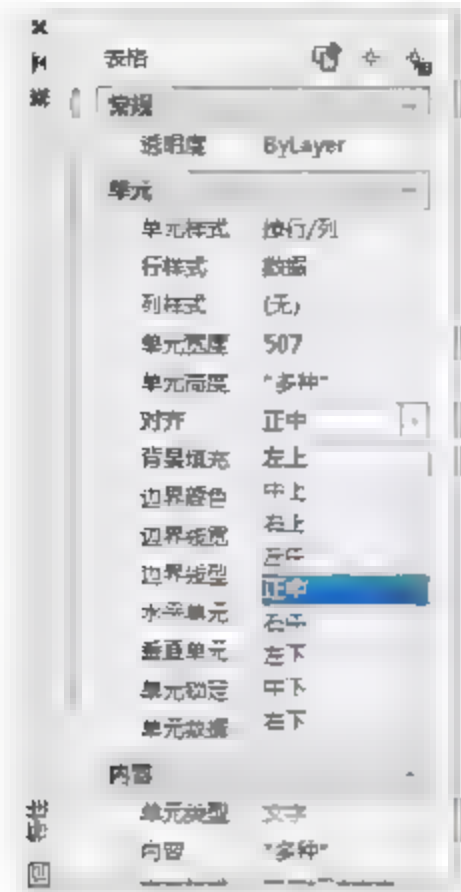 表格
常规
透明度 ByLayer
单元
单元样式 按行/列
行样式 数据
列样式 (无)
单元宽度 507
单元高度 *多种*
对齐 正中
背景填充 左上
边界颜色 中上
边界线宽 右上
边界线型 左中
正中
水平单元 右中
垂直单元 左下
单元锁定 中下
单元数据 右下
内容
单元类型 文字
内容 *多种*
特性